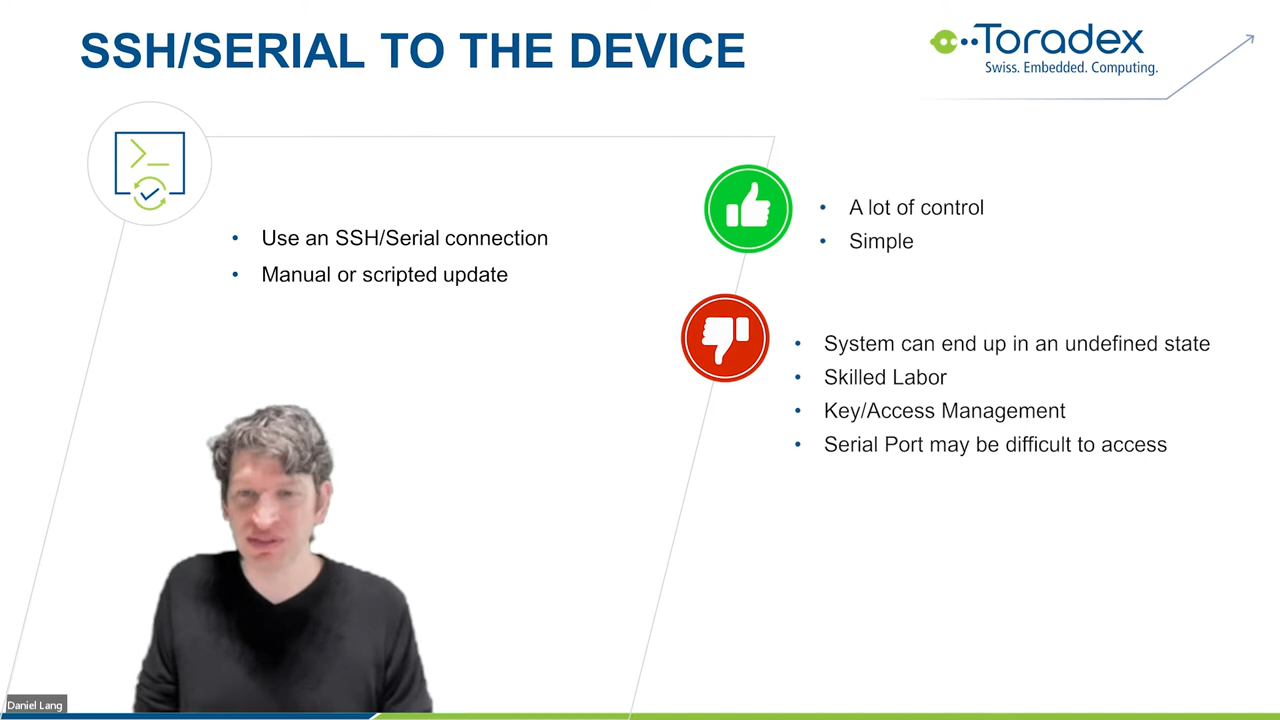 SSH/SERIAL TO THE DEVICE
Toradex
Swiss. Embedded. Computing.
Use an SSH/Serial connection
Manual or scripted update
A lot of control
Simple
System can end up in an undefined state
Skilled Labor
Key/Access Management
Serial Port may be difficult to access
Daniel Lang